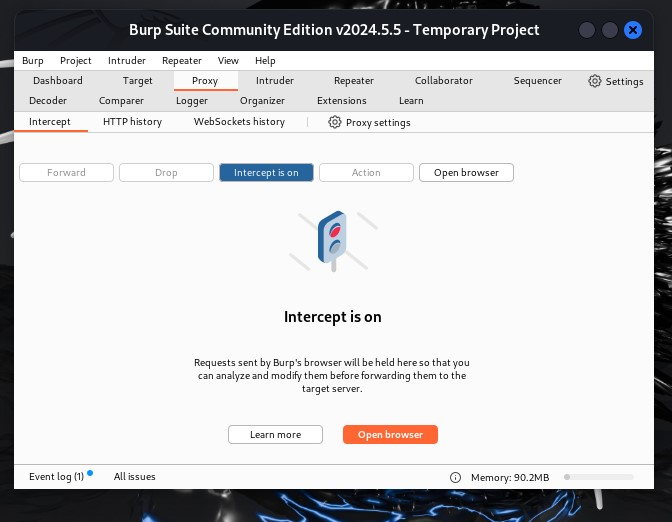 Burp Suite Community Edition v2024.5.5 - Temporary Project
Burp Project Intruder Repeater View Help
Dashboard Target Proxy Intruder Repeater Collaborator Sequencer Settings
Decoder Comparer Logger Organizer Extensions Learn
Intercept HTTP history WebSockets history Proxy settings
Forward Drop Intercept is on Action Open browser
Intercept is on
Requests sent by Burp's browser will be held here so that you
can analyze and modify them before forwarding them to the
target server.
Learn more Open browser
Event log (1) All issues Memory: 90.2MB